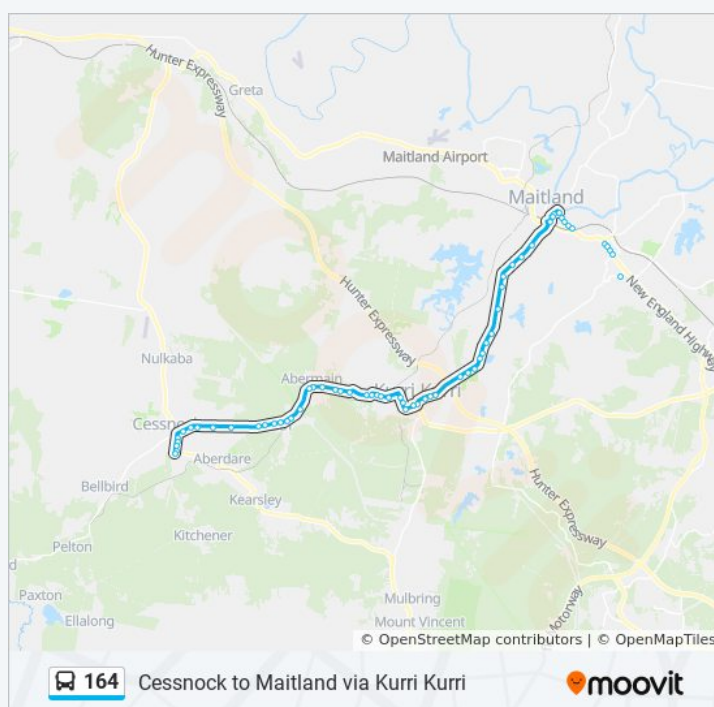 Hunter Expressway
Greta
Maitland Airport
Maitland
Hunter Expressway
New England Highway
Nulkaba
Abermain
Kurri Kurri
Aberdare
Bellbird
Kearsley
Hunter Expressway
Kitchener
Pelton
Paxton
Mulbring
Ellalong
Mount Vincent
© OpenStreetMap contributors | © OpenMapTiles
164 Cessnock to Maitland via Kurri Kurri
moovit